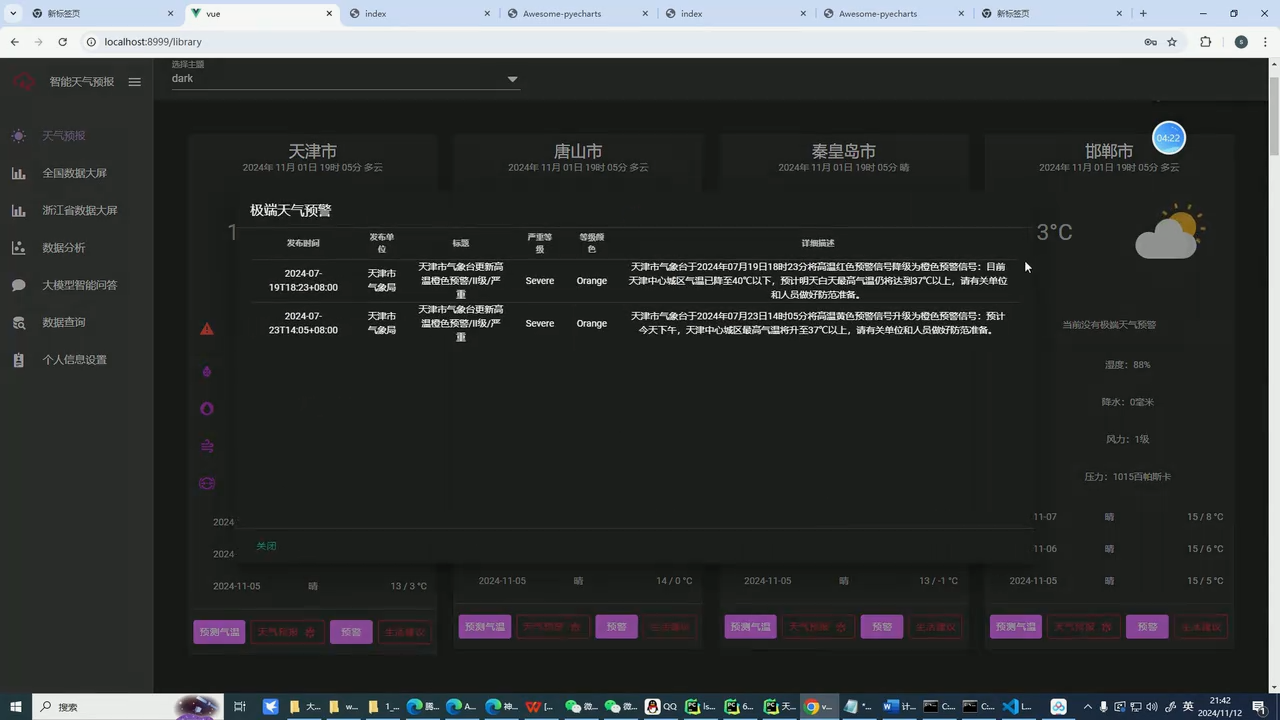 新标签页
vue
index
Awesome-pyecharts
index
Awesome-pyecharts
新标签页
localhost:8999/library
S
智能天气预报
选择主题
dark
天气预报
全国数据大屏
浙江省数据大屏
数据分析
大模型智能问答
数据查询
个人信息设置
04:22
天津市
2024年 11月 01日 19时 05分 多云
唐山市
2024年 11月 01日 19时 05分 多云
秦皇岛市
2024年 11月 01日 19时 05分 晴
邯郸市
2024年 11月 01日 19时 05分 多云
1
3°C
极端天气预警
发布时间
发布单
位
标题
严重等
级
等级颜
色
详细描述
2024-07-
19T18:23+08:00
天津市
气象局
天津市气象台更新高
温橙色预警/II级/严
重
Severe
Orange
天津市气象台于2024年07月19日18时23分将高温红色预警信号降级为橙色预警信号：目前
天津中心城区气温已降至40℃以下，预计明天白天最高气温仍将达到37℃以上，请有关单位
和人员做好防范准备。
2024-07-
23T14:05+08:00
天津市
气象局
天津市气象台更新高
温橙色预警/II级/严
重
Severe
Orange
天津市气象台于2024年07月23日14时05分将高温黄色预警信号升级为橙色预警信号：预计
今天下午，天津中心城区最高气温将升至37℃以上，请有关单位和人员做好防范准备。
关闭
当前没有极端天气预警
湿度：88%
降水：0毫米
风力：1级
压力：1015百帕斯卡
2024
11-07 晴 15 / 8 °C
2024
11-06 晴 15 / 6 °C
2024-11-05 晴 13 / 3 °C
2024-11-05 晴 14 / 0 °C
2024-11-05 晴 13 / -1 °C
2024-11-05 晴 15 / 5 °C
预测气温 天气视频 预警 生活建议
预测气温 天气视频 预警 生活建议
预测气温 天气视频 预警 生活建议
预测气温 天气视频 预警 生活建议
搜索
QQ
英
21:42
2024/11/12